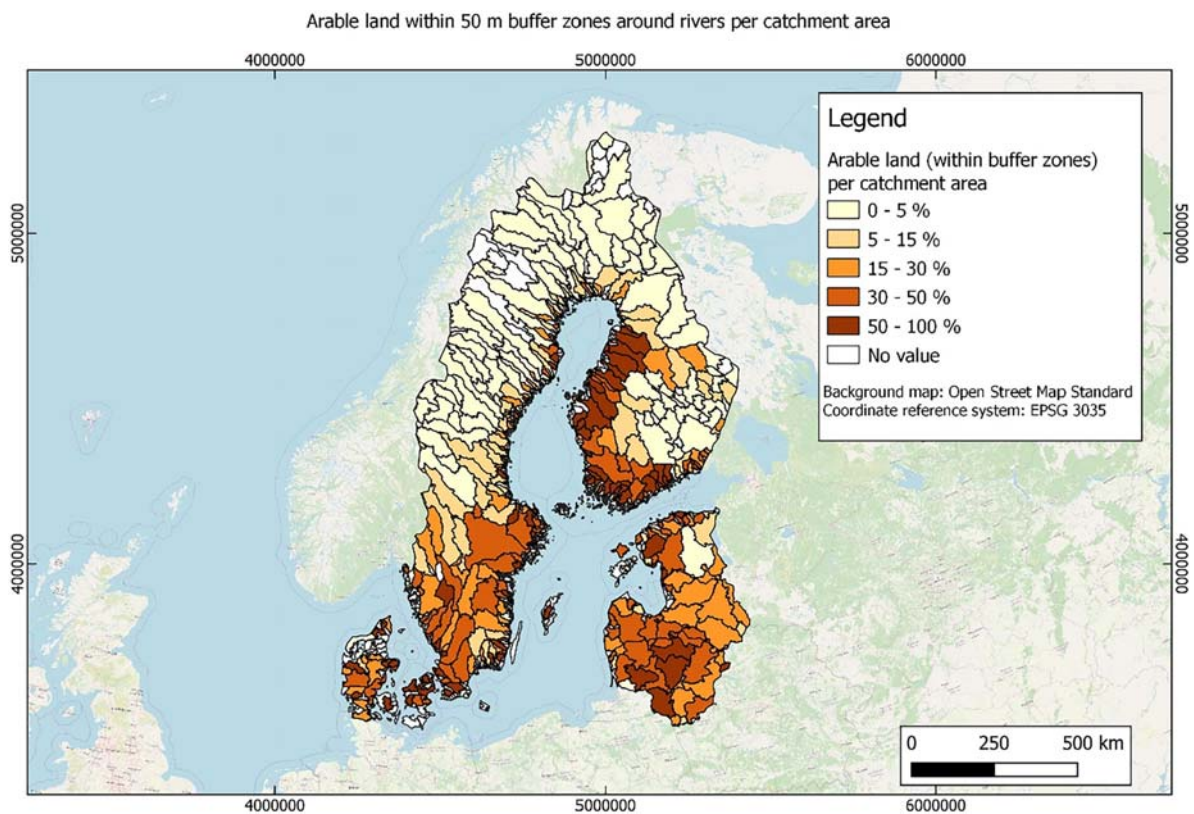 Arable land within 50 m buffer zones around rivers per catchment area
4000000 5000000 6000000
Legend
Arable land (within buffer zones)
per catchment area
0 - 5 %
5 - 15 %
15 - 30 %
30 - 50 %
50 - 100 %
No value
Background map: Open Street Map Standard
Coordinate reference system: EPSG 3035
5000000 5000000
4000000 4000000
0 250 500 km
4000000 5000000 6000000